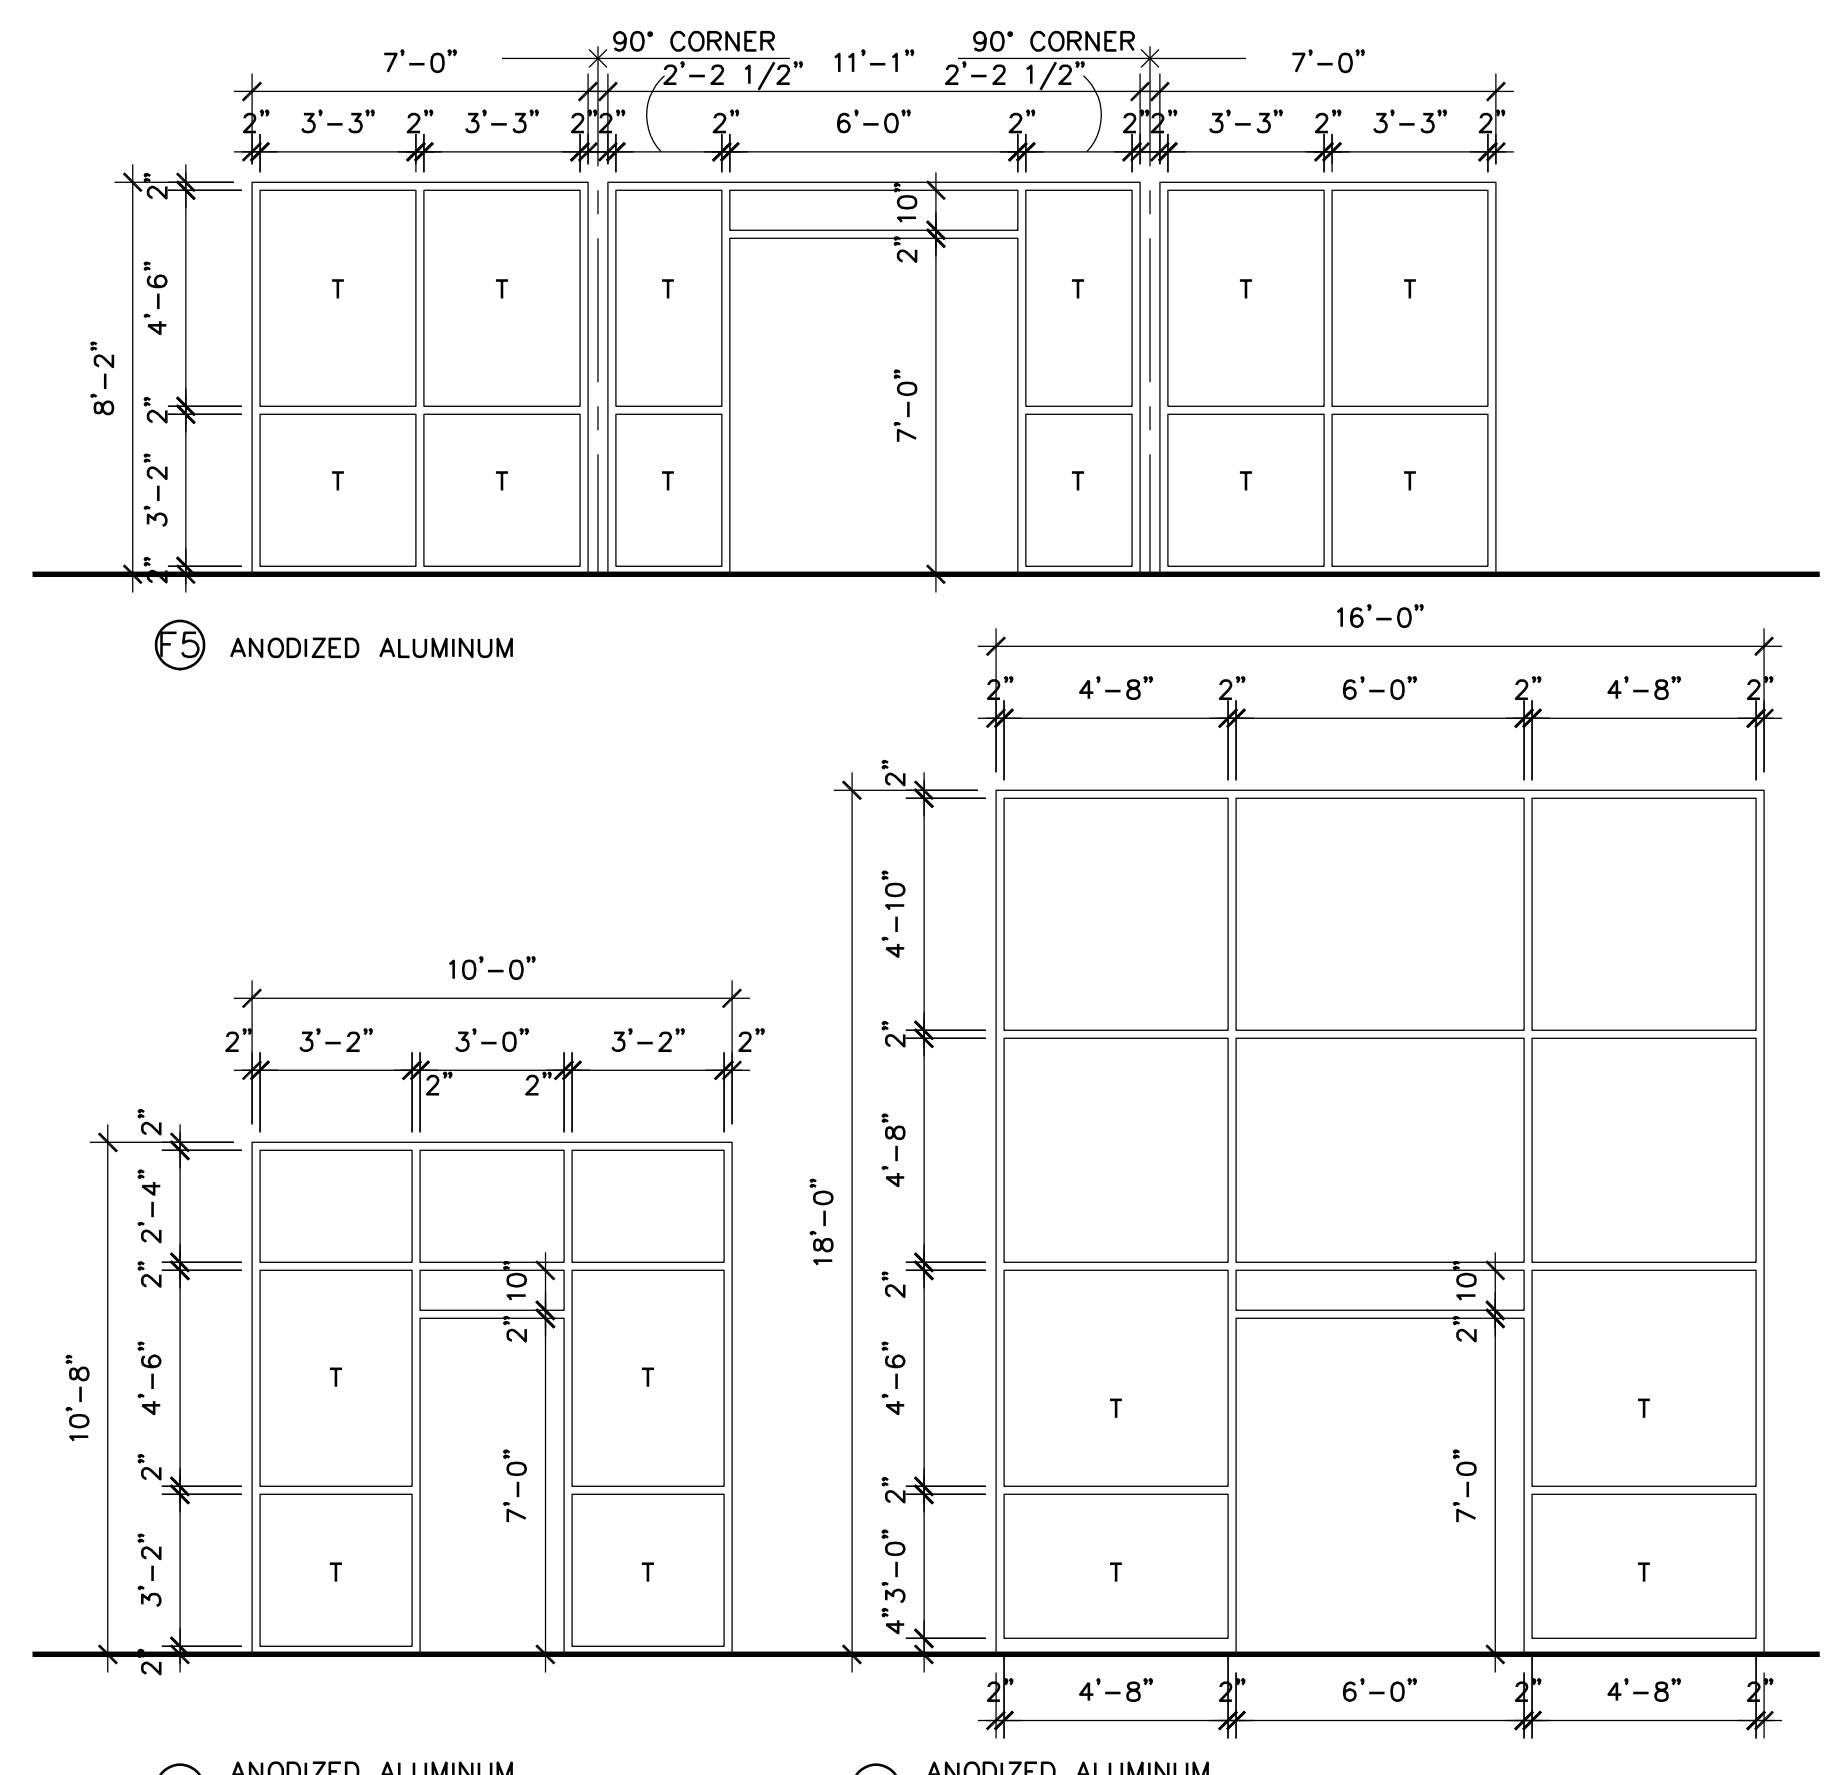 90° CORNER 90° CORNER
7'-0" 2'-2 1/2" 11'-1" 2'-2 1/2" 7'-0"
2" 3'-3" 2" 3'-3" 2" 2" 2" 6'-0" 2" 2" 2" 3'-3" 2" 3'-3" 2"
2" 10"
2"
4'-6" T T T T T T
8'-2" 2" 7'-0"
3'-2" T T T T T T
2"
F5 ANODIZED ALUMINUM
16'-0"
2" 4'-8" 2" 6'-0" 2" 4'-8" 2"
2"
4'-10"
2"
4'-8"
18'-0"
2" 10"
2"
4'-6" T T
2" 7'-0"
3'-0" T T
4"
2" 4'-8" 2" 6'-0" 2" 4'-8" 2"
10'-0"
2" 3'-2" 3'-0" 3'-2" 2"
2" 2"
2"
2'-4"
2" 10"
2"
10'-8" 4'-6" T T
2" 7'-0"
3'-2" T T
2"
ANODIZED ALUMINUM ANODIZED ALUMINUM